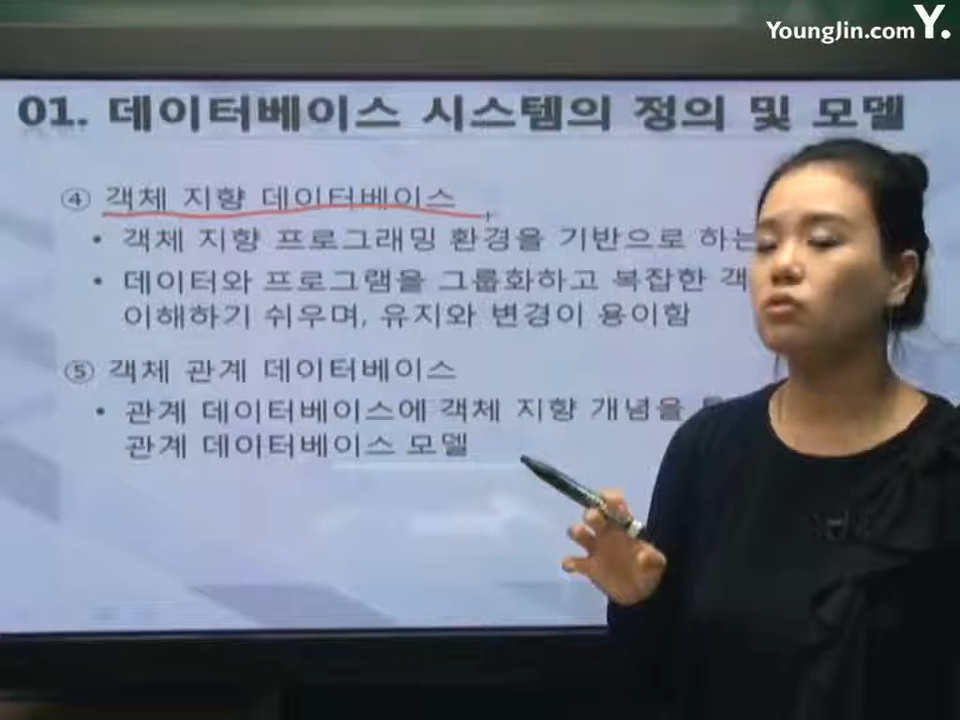 YoungJin.com Y.
01. 데이터베이스 시스템의 정의 및 모델
④ 객체 지향 데이터베이스
• 객체 지향 프로그래밍 환경을 기반으로 하는
• 데이터와 프로그램을 그룹화하고 복잡한 객
이해하기 쉬우며, 유지와 변경이 용이함
⑤ 객체 관계 데이터베이스
• 관계 데이터베이스에 객체 지향 개념을
관계 데이터베이스 모델